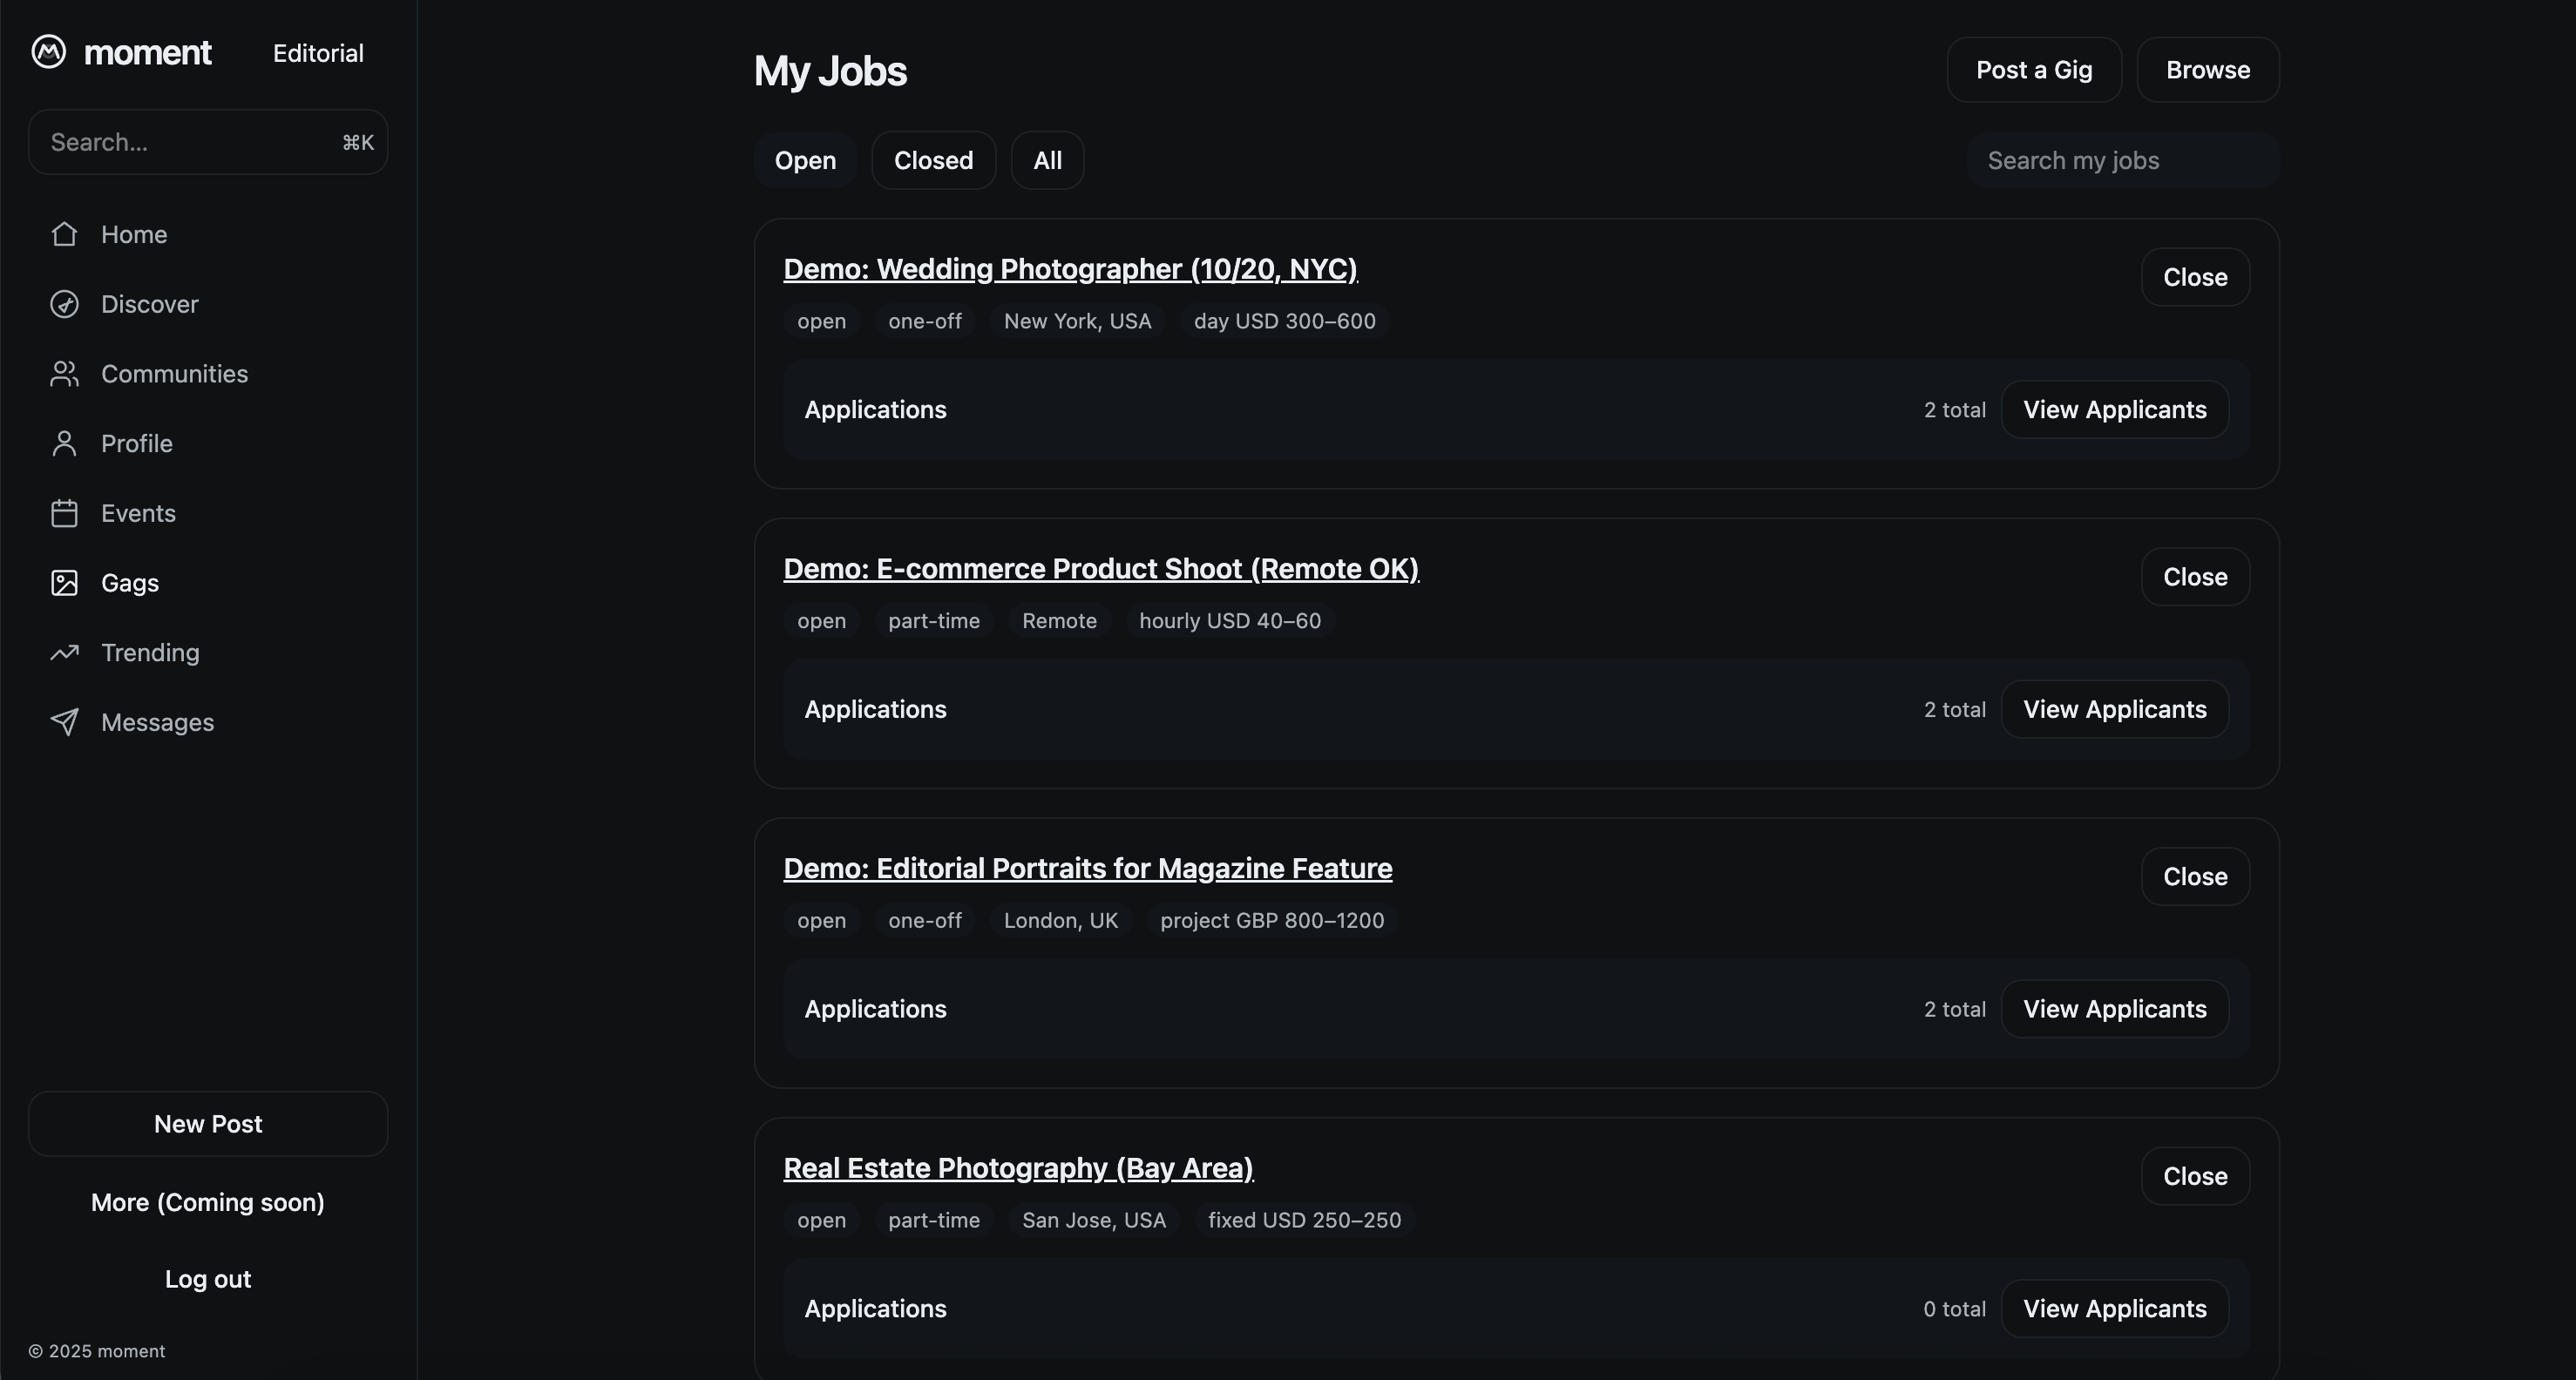 moment
Editorial
Search...
⌘K
Home
Discover
Communities
Profile
Events
Gags
Trending
Messages
New Post
More (Coming soon)
Log out
© 2025 moment
My Jobs
Post a Gig
Browse
Open
Closed
All
Search my jobs
Demo: Wedding Photographer (10/20, NYC)
Close
open one-off New York, USA day USD 300–600
Applications
2 total
View Applicants
Demo: E-commerce Product Shoot (Remote OK)
Close
open part-time Remote hourly USD 40–60
Applications
2 total
View Applicants
Demo: Editorial Portraits for Magazine Feature
Close
open one-off London, UK project GBP 800–1200
Applications
2 total
View Applicants
Real Estate Photography (Bay Area)
Close
open part-time San Jose, USA fixed USD 250–250
Applications
0 total
View Applicants